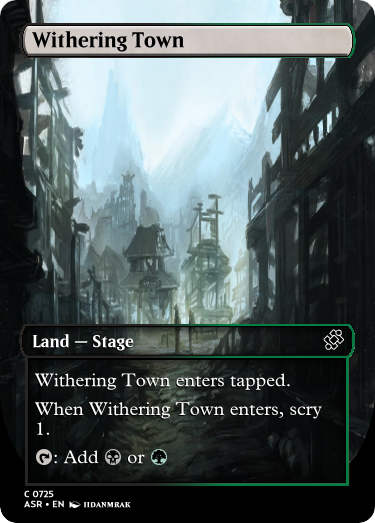 Withering Town
Land — Stage
Withering Town enters tapped.
When Withering Town enters, scry
1.
: Add or
C 0725
ASR • EN IIDANMRAK